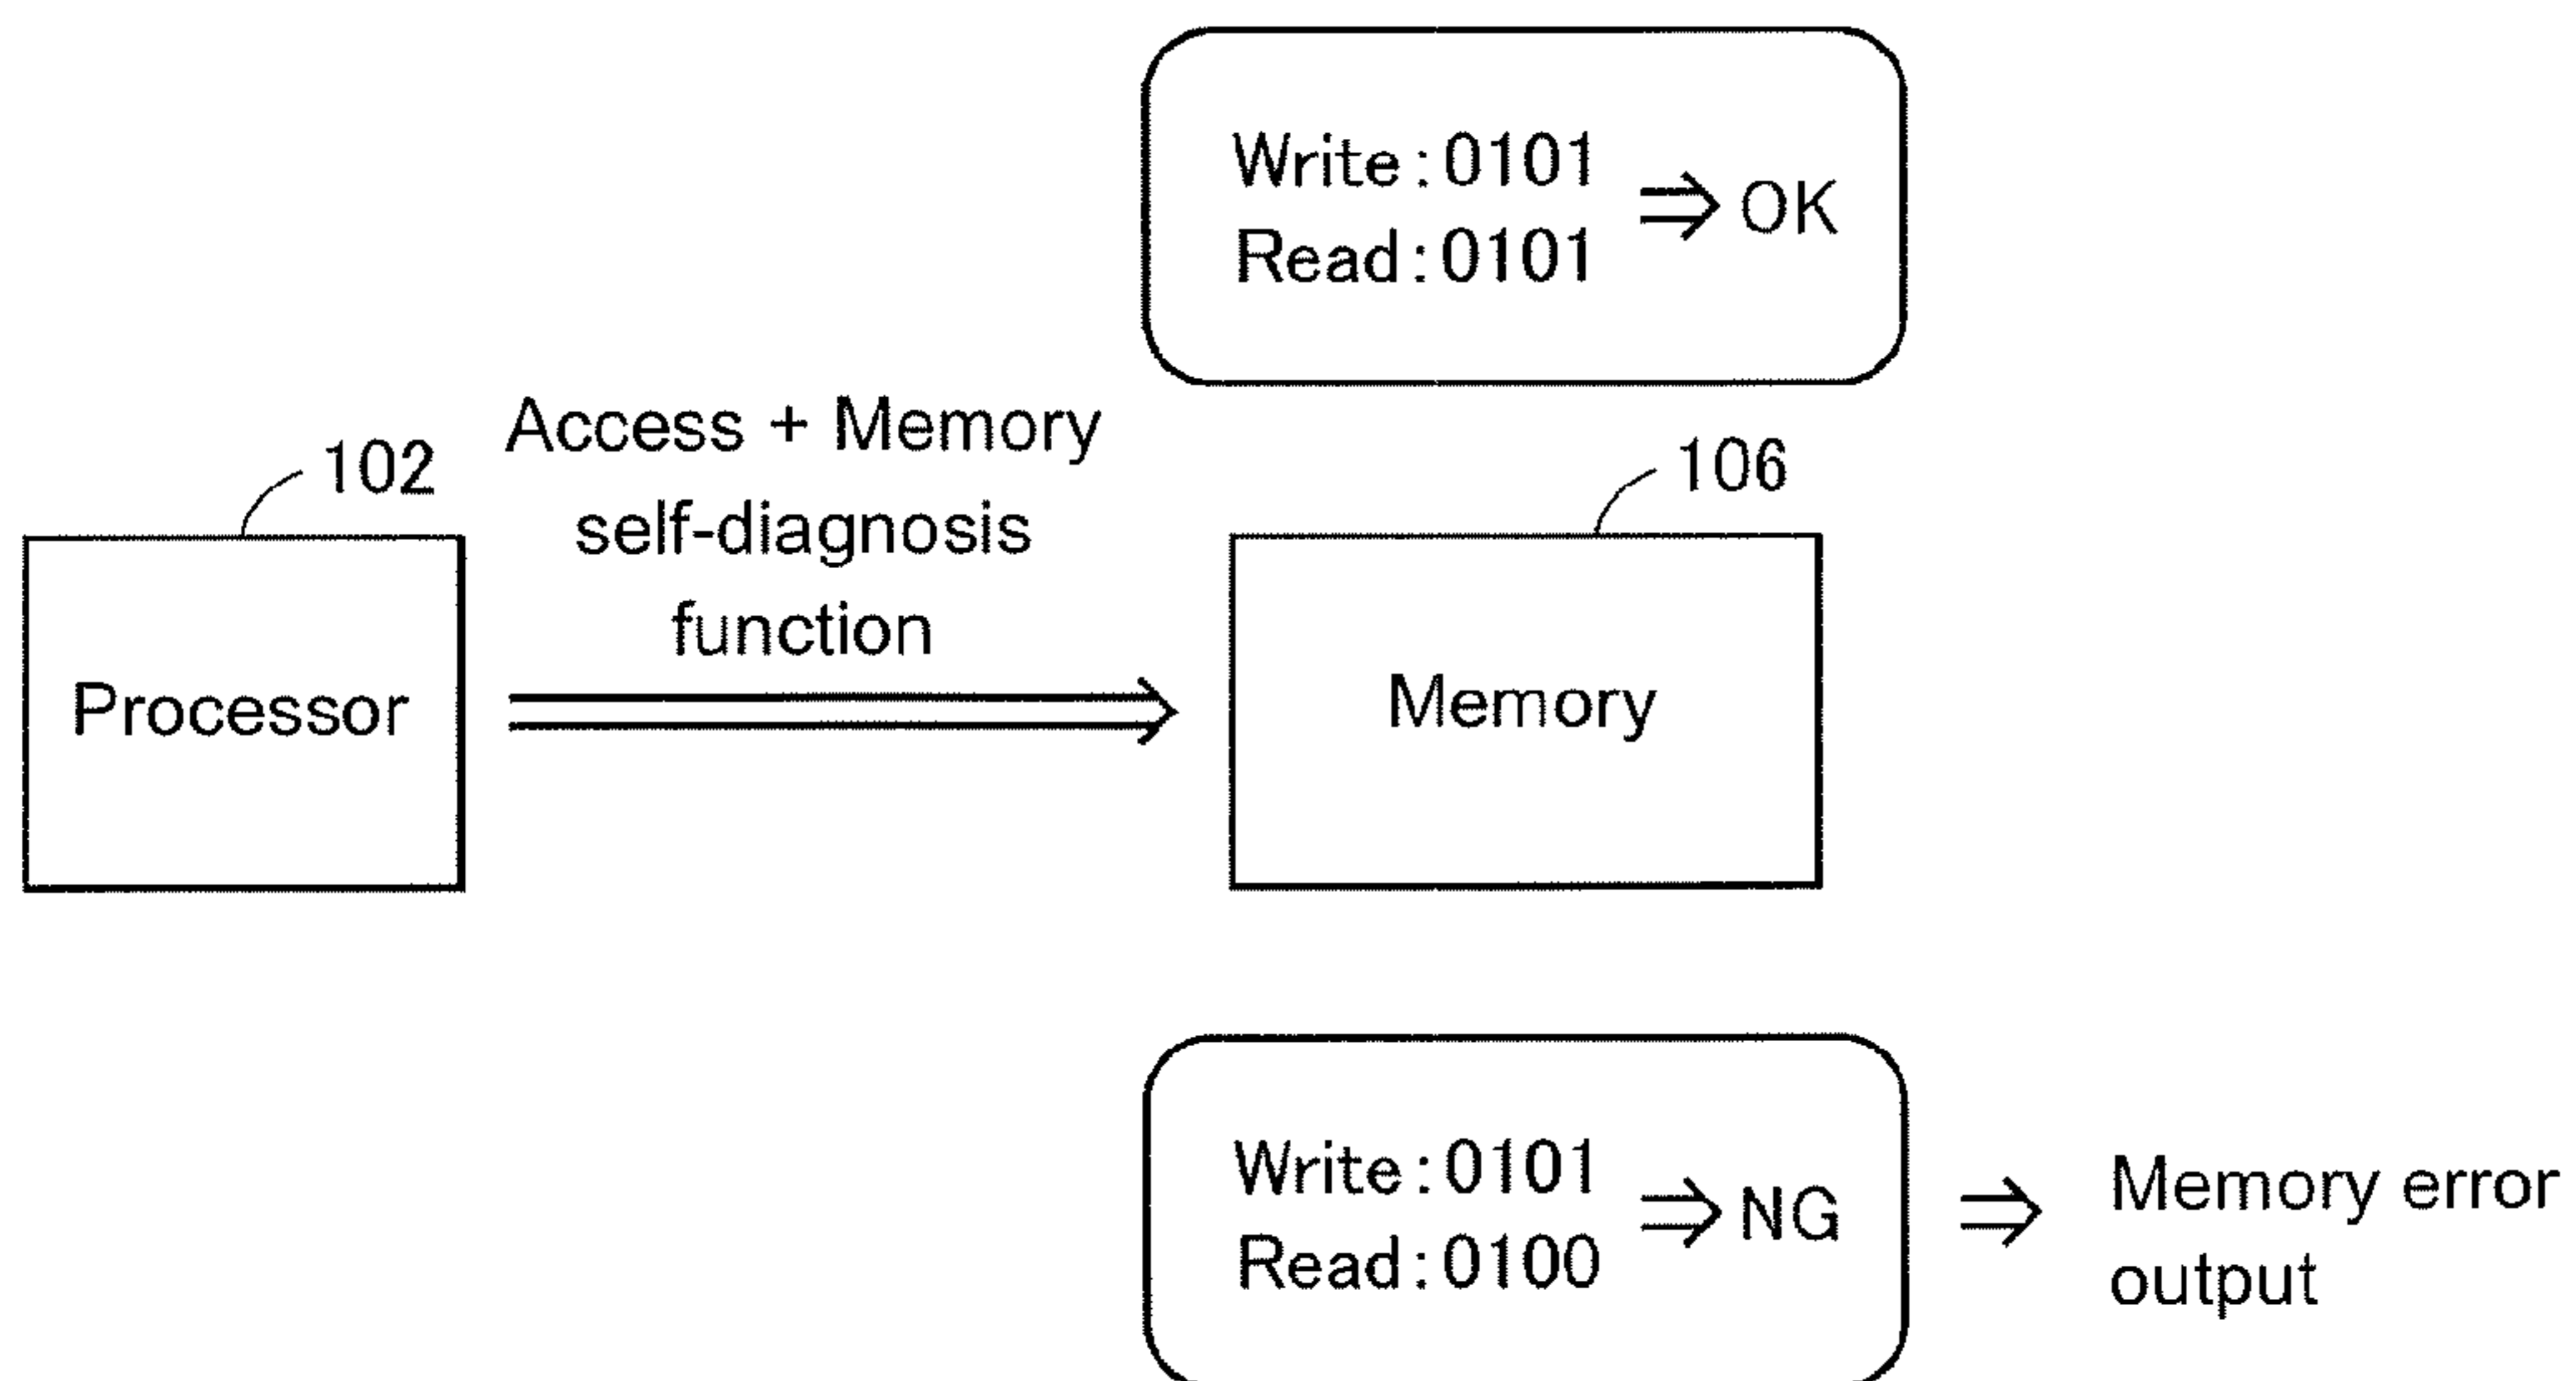 Write:0101
Read:0101
⇒ OK
102
Access + Memory
self-diagnosis
function
106
Processor
Memory
Write:0101
Read:0100
⇒ NG
⇒ Memory error
output